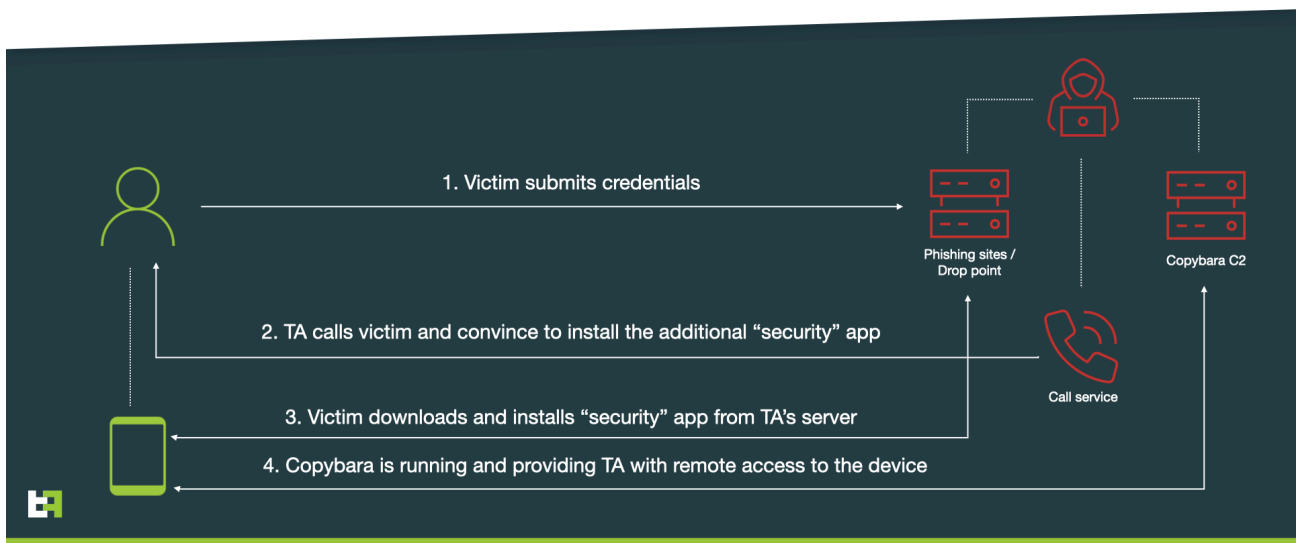 1. Victim submits credentials
Phishing sites /
Drop point
Copybara C2
2. TA calls victim and convince to install the additional “security” app
Call service
3. Victim downloads and installs “security” app from TA’s server
4. Copybara is running and providing TA with remote access to the device